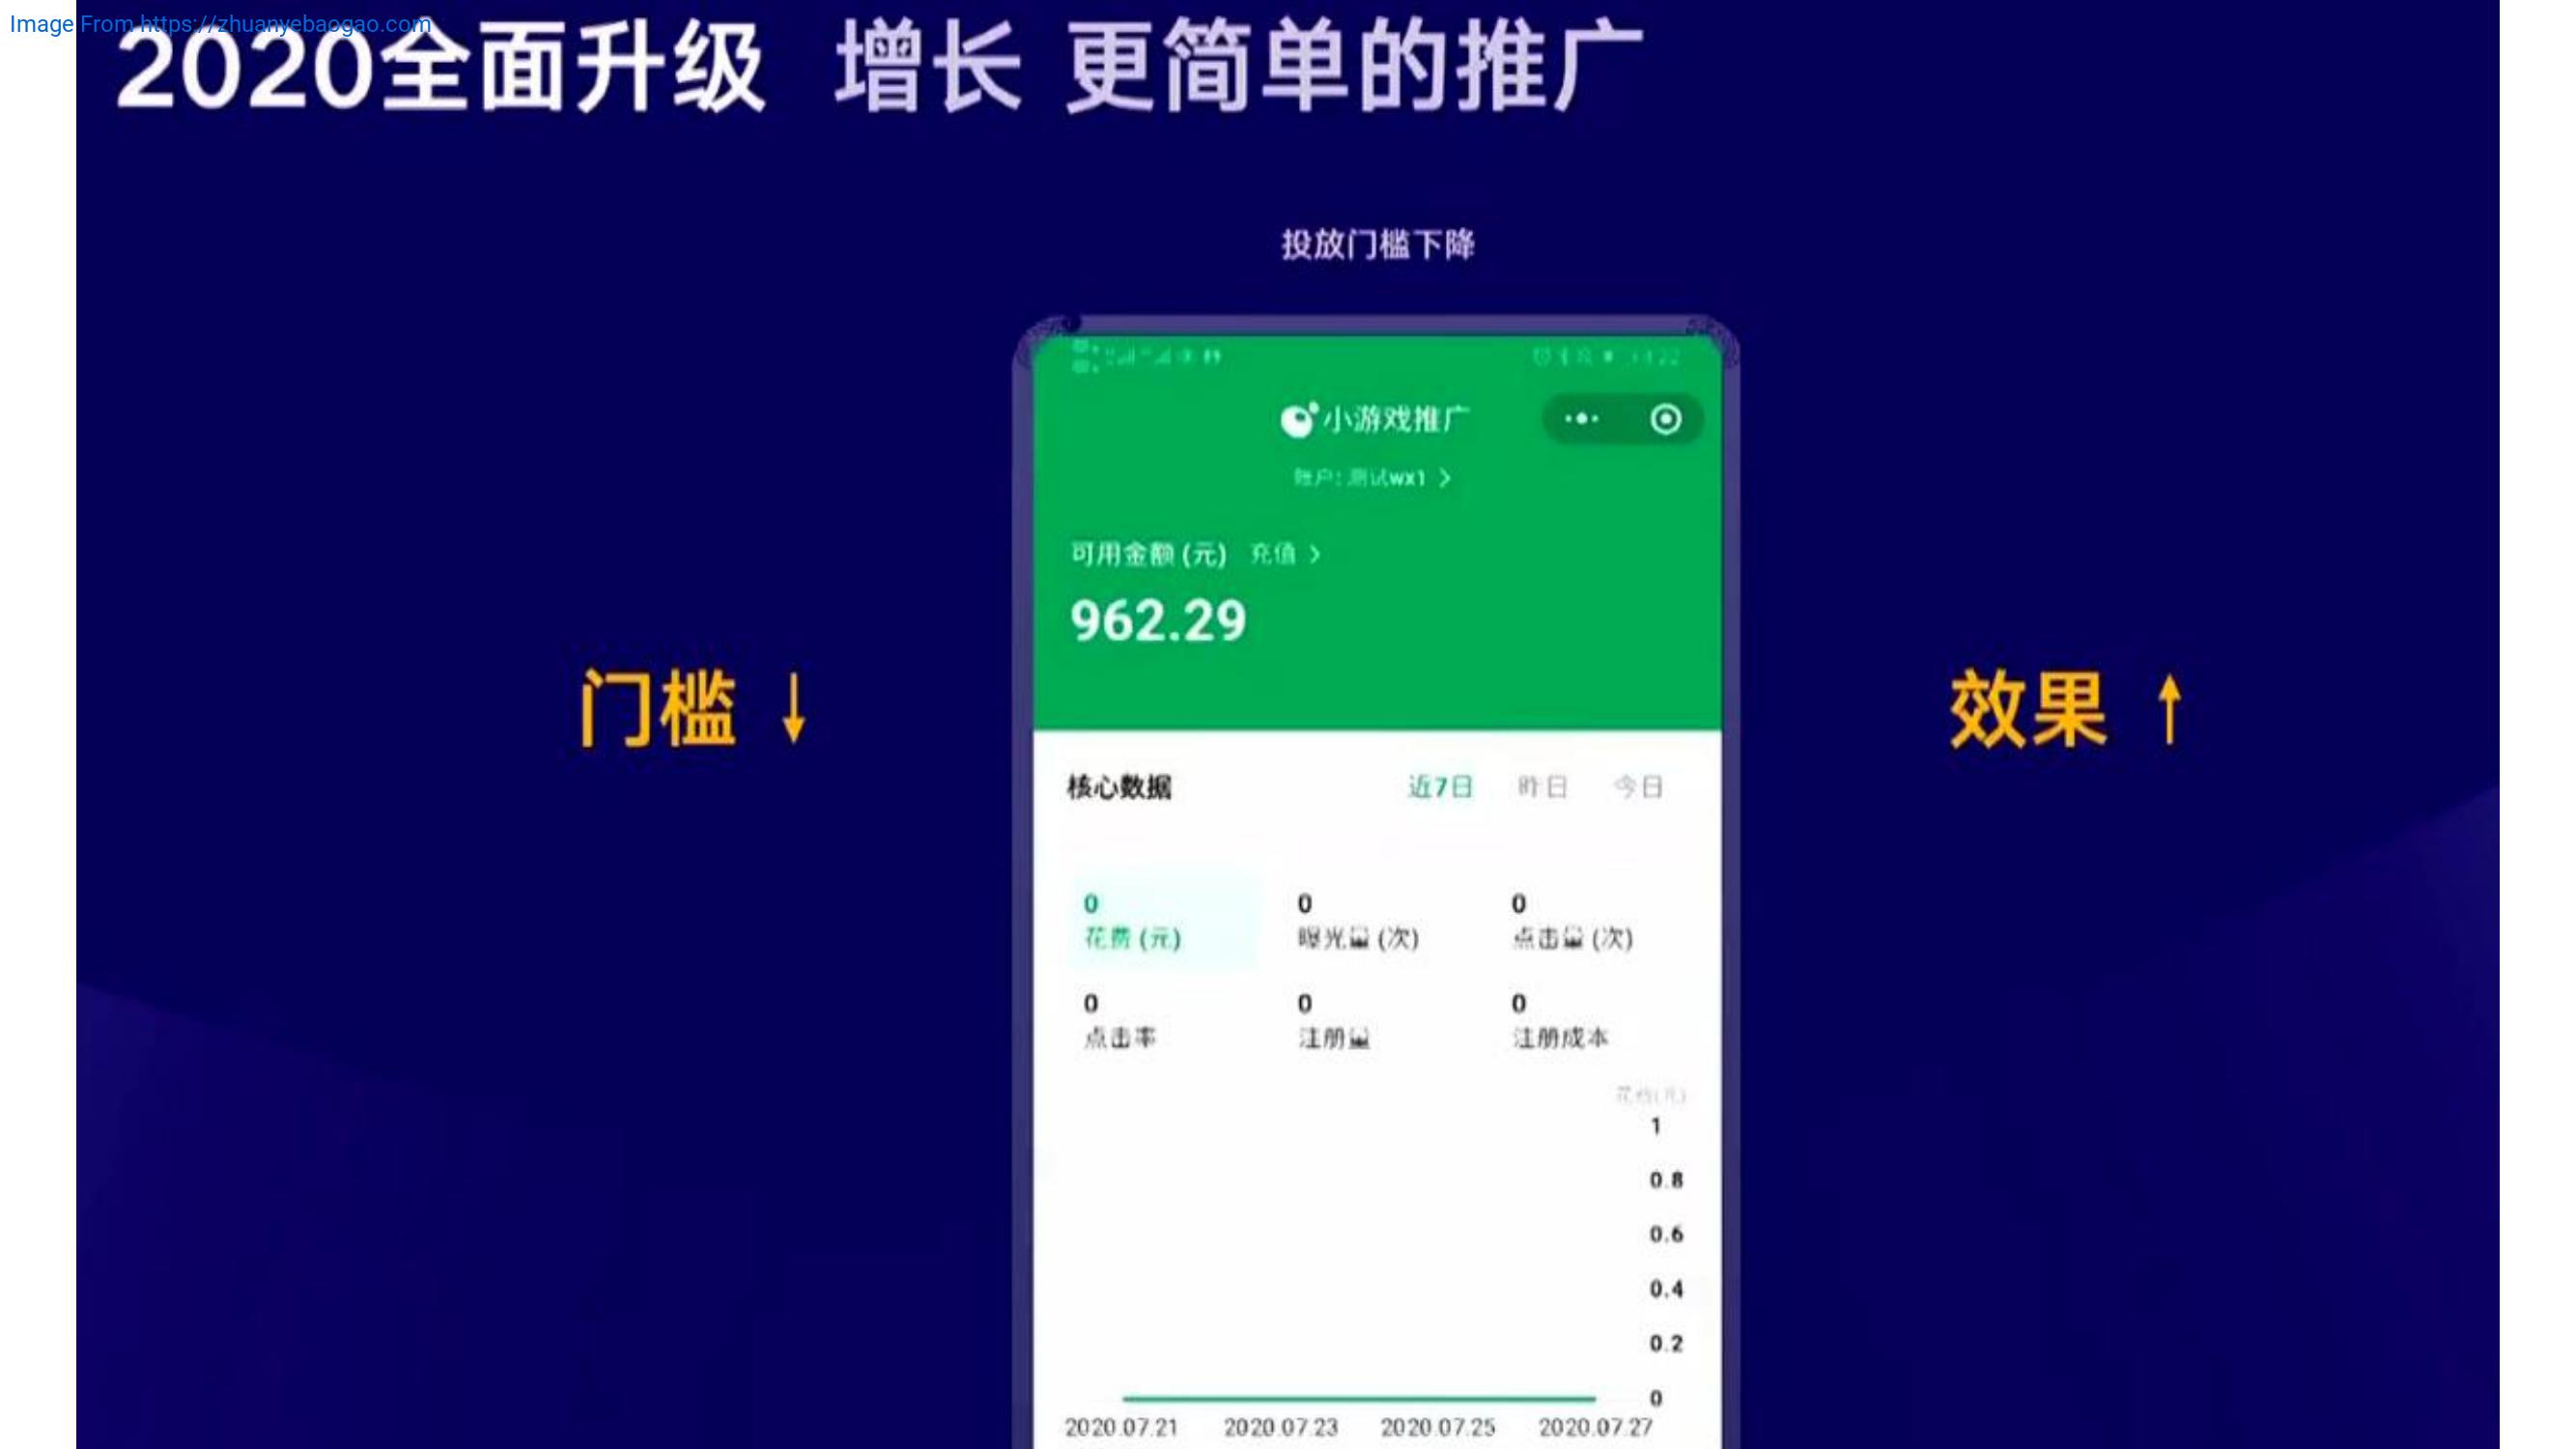 Image From https://zhuanyebaogao.com
2020全面升级 增长 更简单的推广
投放门槛下降
小游戏推广
账户: 测试wx1 >
可用金额 (元) 充值 >
962.29
门槛 ↓
效果 ↑
核心数据 近7日 昨日 今日
0 0 0
花费 (元) 曝光量 (次) 点击量 (次)
0 0 0
点击率 注册量 注册成本
1
0.8
0.6
0.4
0.2
0
2020.07.21 2020.07.23 2020.07.25 2020.07.27